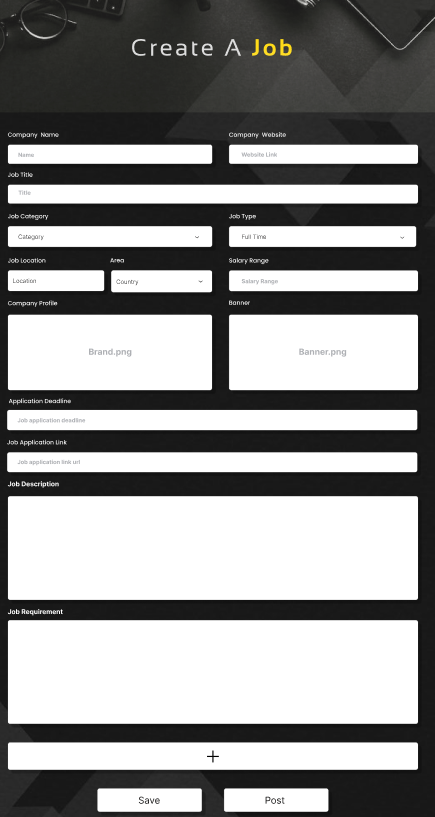 Create A Job
Company Name
Company Website
Name
Website Link
Job Title
Title
Job Category
Job Type
Category
Full Time
Job Location
Area
Salary Range
Location
Country
Salary Range
Company Profile
Banner
Brand.png
Banner.png
Application Deadline
Job application deadline
Job Application Link
Job application link url
Job Description
Job Requirement
+
Save
Post